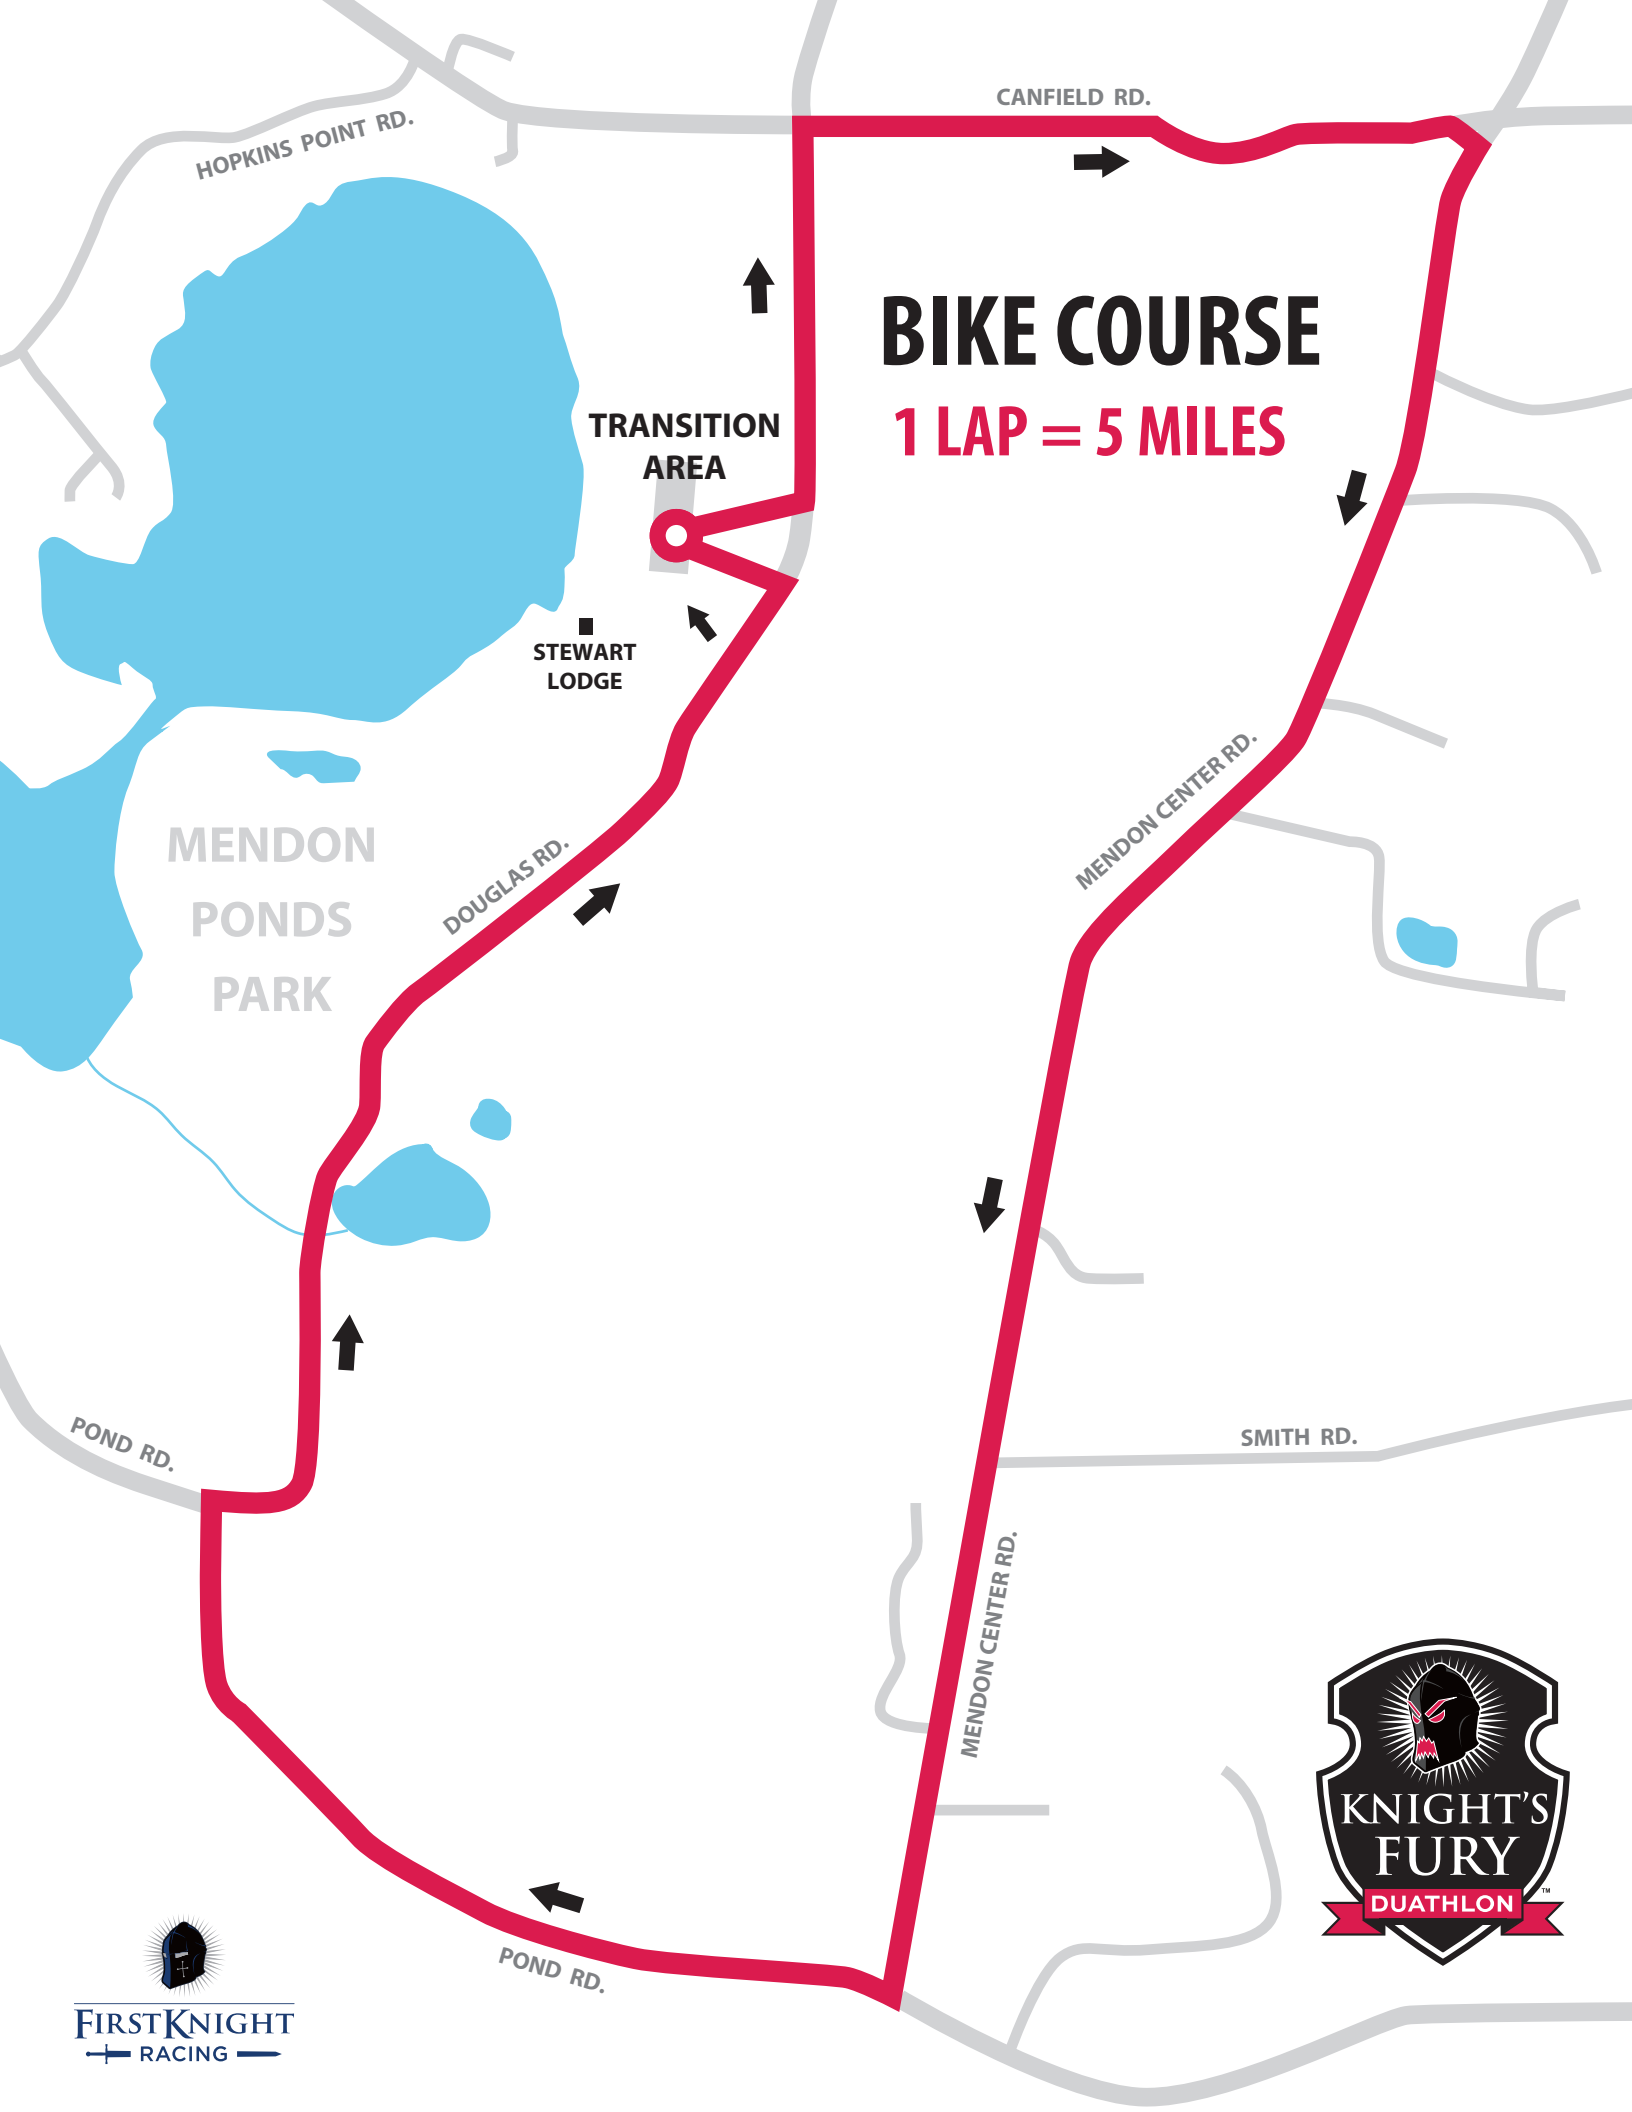 CANFIELD RD.
HOPKINS POINT RD.
BIKE COURSE
1 LAP = 5 MILES
TRANSITION
AREA
STEWART
LODGE
MENDON CENTER RD.
DOUGLAS RD.
MENDON
PONDS
PARK
POND RD.
SMITH RD.
MENDON CENTER RD.
POND RD.
KNIGHT'S
FURY
DUATHLON
TM
FIRSTKNIGHT
RACING